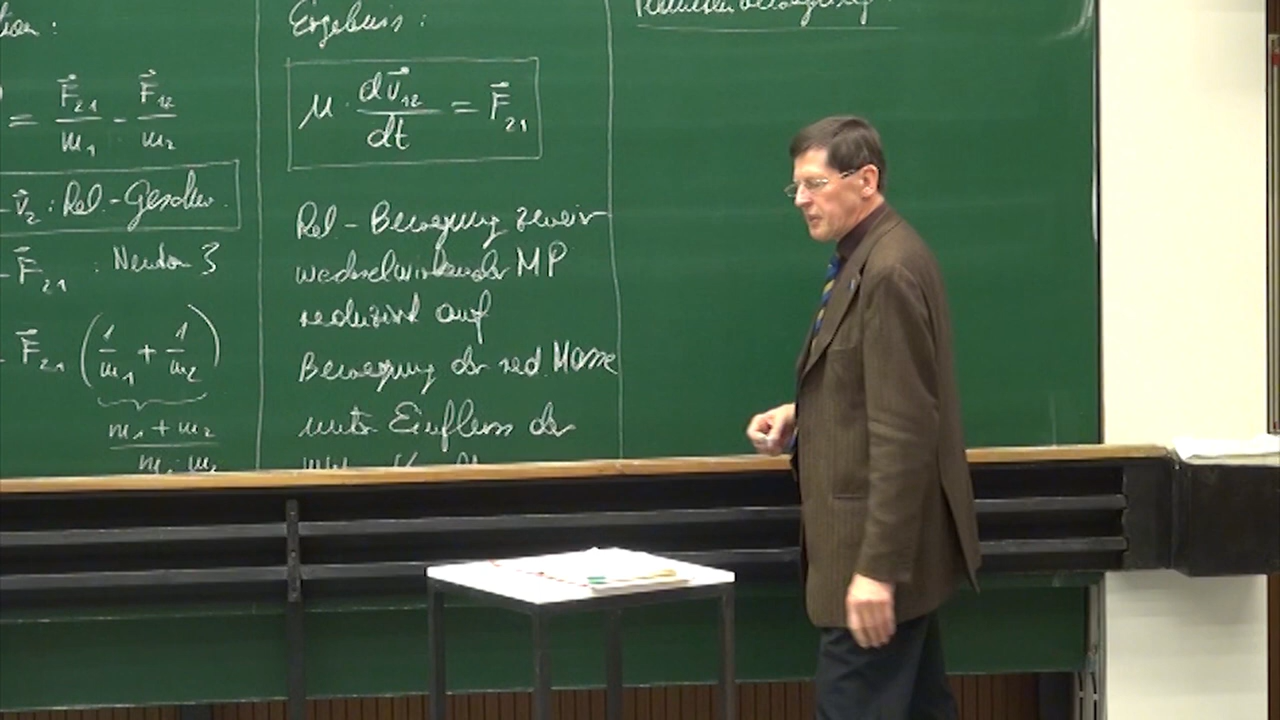 tion:
= F⃗₂₁/m₁ - F⃗₁₂/m₂
-v⃗₂ : Rel.-Geschw.
-F⃗₂₁ : Newton 3
F⃗₂₁ (1/m₁ + 1/m₂)
m₁ + m₂
m₁ · m₂
Ergebnis:
μ · dv⃗₁₂/dt = F⃗₂₁
Rel-Bewegung zweier
wechselwirkender MP
reduziert auf
Bewegung der red. Masse
unter Einfluss der